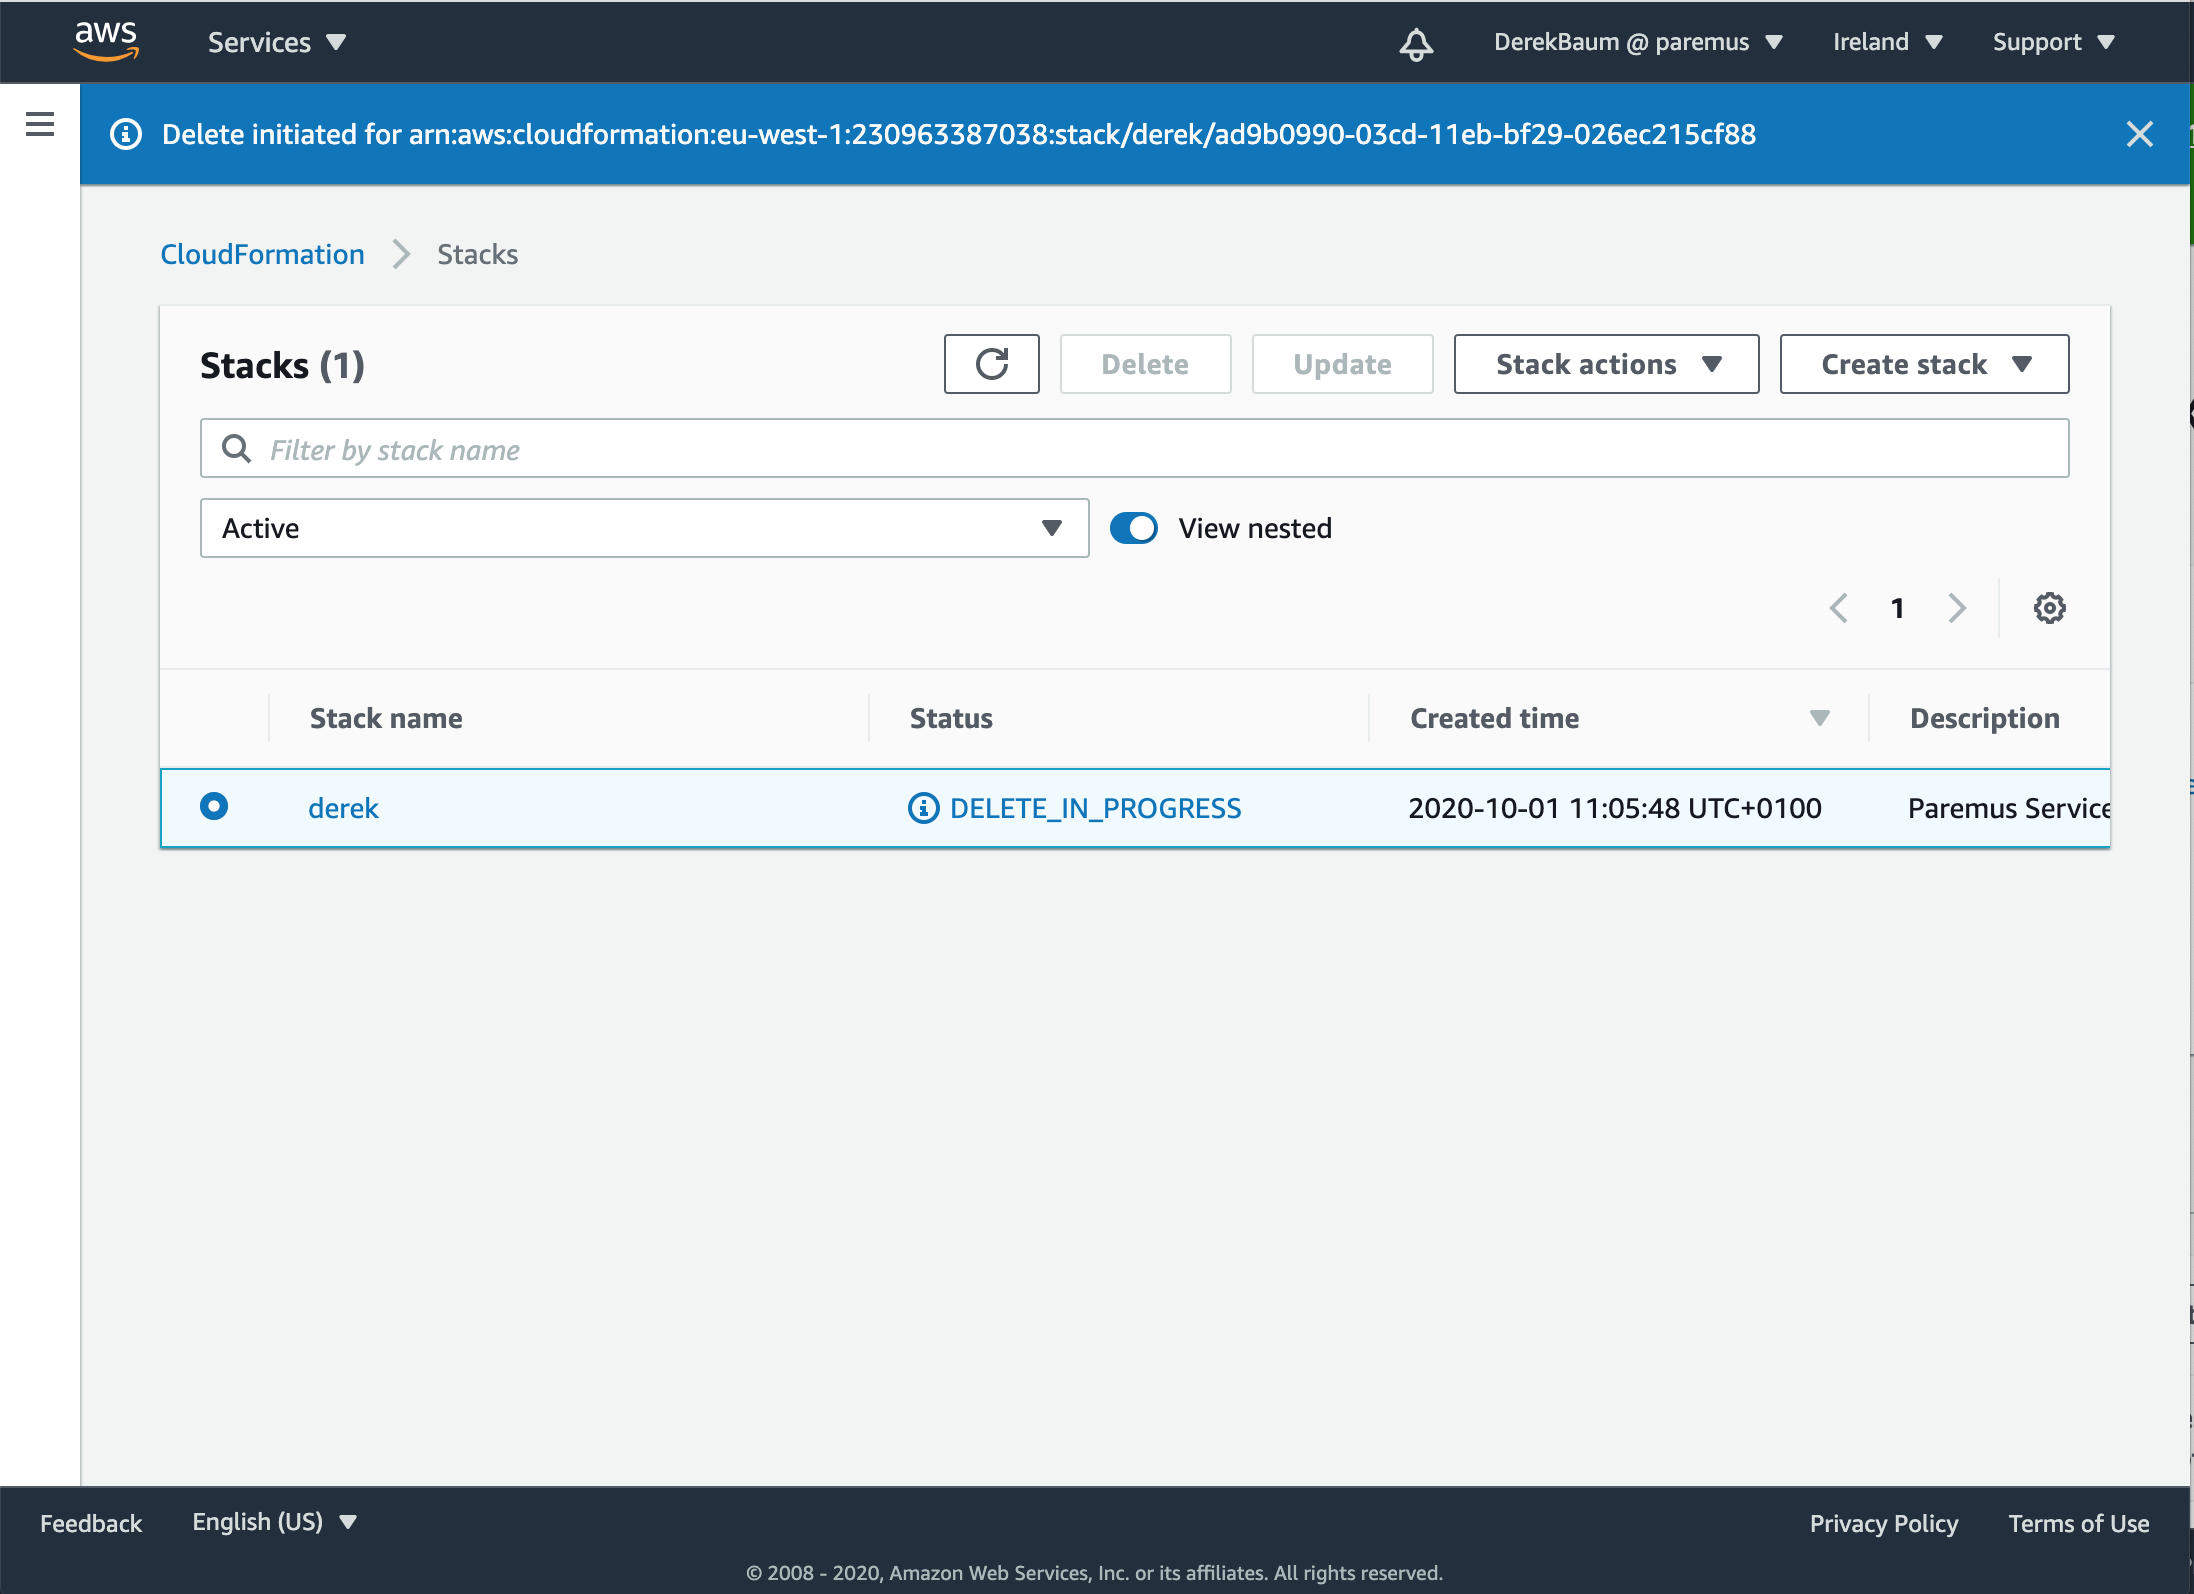 aws Services DerekBaum @ paremus Ireland Support
Delete initiated for arn:aws:cloudformation:eu-west-1:230963387038:stack/derek/ad9b0990-03cd-11eb-bf29-026ec215cf88
CloudFormation Stacks
Stacks (1) Delete Update Stack actions Create stack
Filter by stack name
Active View nested
1
Stack name Status Created time Description
derek DELETE_IN_PROGRESS 2020-10-01 11:05:48 UTC+0100 Paremus Service
Feedback English (US) Privacy Policy Terms of Use
© 2008 - 2020, Amazon Web Services, Inc. or its affiliates. All rights reserved.